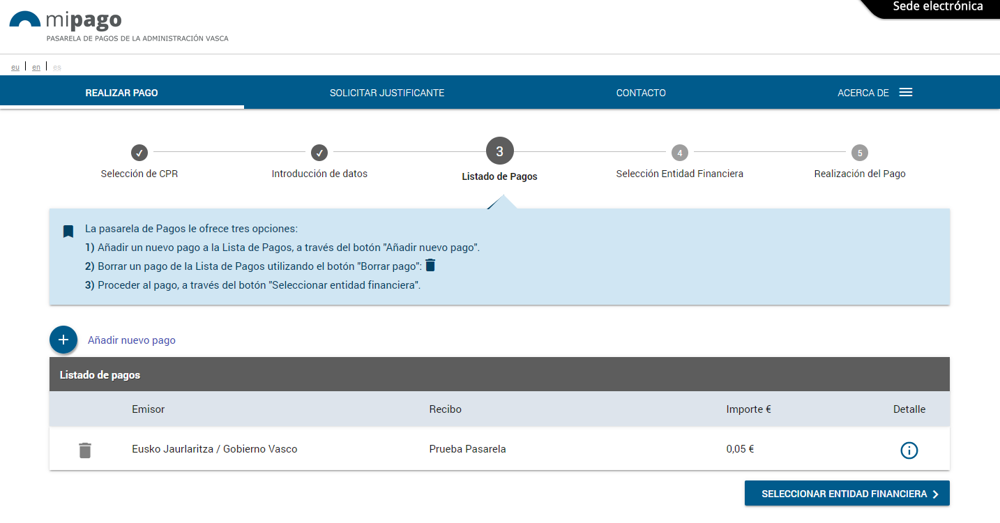 Sede electrónica
mipago
PASARELA DE PAGOS DE LA ADMINISTRACIÓN VASCA
eu | en | es
REALIZAR PAGO SOLICITAR JUSTIFICANTE CONTACTO ACERCA DE
3 4 5
Selección de CPR Introducción de datos Listado de Pagos Selección Entidad Financiera Realización del Pago
La pasarela de Pagos le ofrece tres opciones:
1) Añadir un nuevo pago a la Lista de Pagos, a través del botón "Añadir nuevo pago".
2) Borrar un pago de la Lista de Pagos utilizando el botón "Borrar pago":
3) Proceder al pago, a través del botón "Seleccionar entidad financiera".
Añadir nuevo pago
Listado de pagos
Emisor Recibo Importe € Detalle
Eusko Jaurlaritza / Gobierno Vasco Prueba Pasarela 0,05 €
SELECCIONAR ENTIDAD FINANCIERA